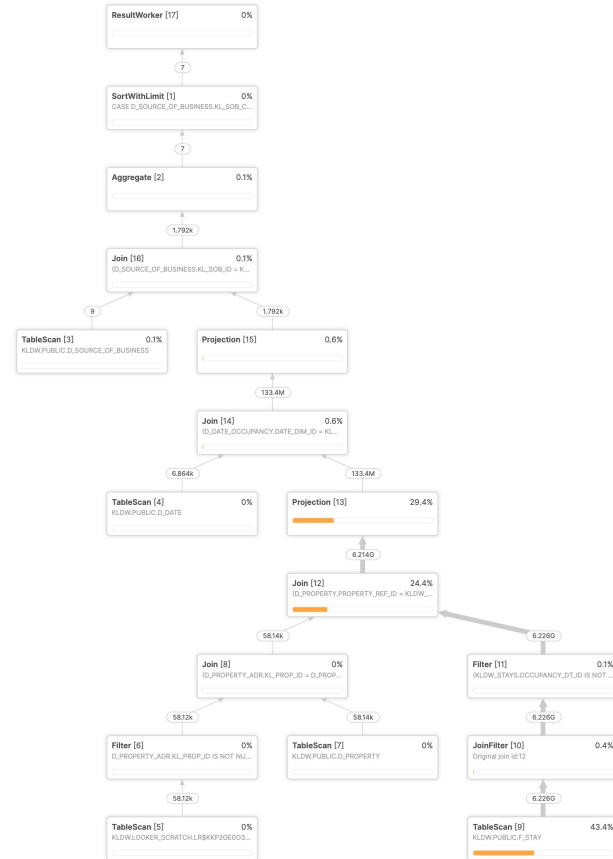 ResultWorker [17] 0%
7
SortWithLimit [1] 0%
CASE D_SOURCE_OF_BUSINESS.KL_SOB_C...
7
Aggregate [2] 0.1%
1.792k
Join [16] 0.1%
(D_SOURCE_OF_BUSINESS.KL_SOB_ID = K...
9 1.792k
TableScan [3] 0.1%
KLDW.PUBLIC.D_SOURCE_OF_BUSINESS
Projection [15] 0.6%
133.4M
Join [14] 0.6%
(D_DATE_OCCUPANCY.DATE_DIM_ID = KL...
6.864k 133.4M
TableScan [4] 0%
KLDW.PUBLIC.D_DATE
Projection [13] 29.4%
6.214G
Join [12] 24.4%
(D_PROPERTY.PROPERTY_REF_ID = KLDW_...
58.14k 6.226G
Join [8] 0%
(D_PROPERTY_ADR.KL_PROP_ID = D_PROP...
Filter [11] 0.1%
(KLDW_STAYS.OCCUPANCY_DT_ID IS NOT ...
58.12k 58.14k 6.226G
Filter [6] 0%
D_PROPERTY_ADR.KL_PROP_ID IS NOT NU...
TableScan [7] 0%
KLDW.PUBLIC.D_PROPERTY
JoinFilter [10] 0.4%
Original join id:12
58.12k 6.226G
TableScan [5] 0%
KLDW.LOOKER_SCRATCH.LR$KKP2GE0O3...
TableScan [9] 43.4%
KLDW.PUBLIC.F_STAY